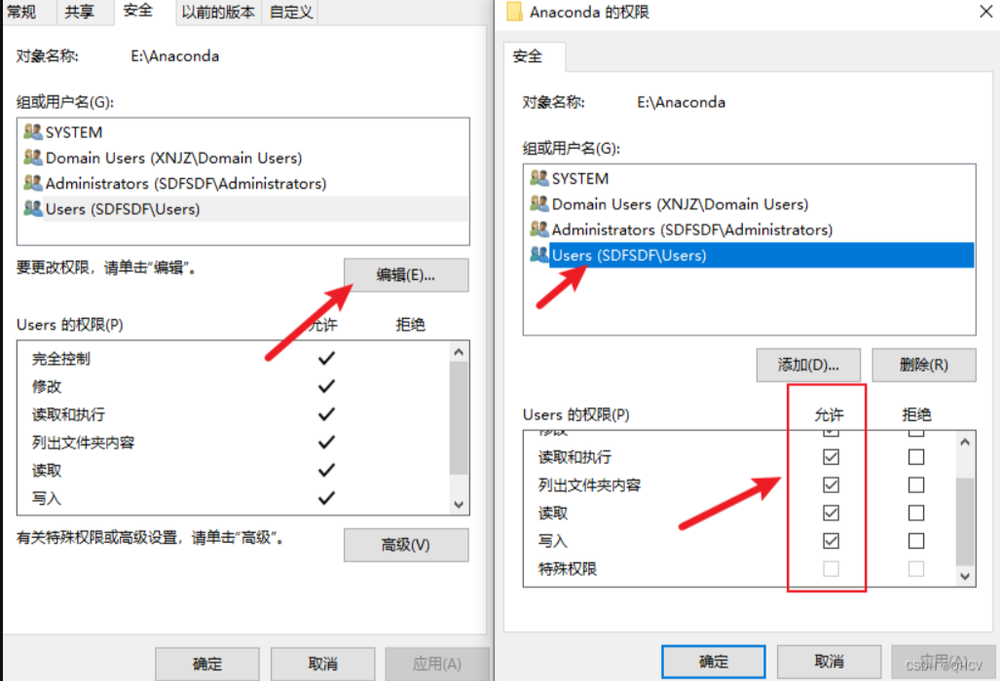 常规 共享 安全 以前的版本 自定义
对象名称: E:\Anaconda
组或用户名(G):
SYSTEM
Domain Users (XNJZ\Domain Users)
Administrators (SDFSDF\Administrators)
Users (SDFSDF\Users)
要更改权限，请单击"编辑"。
编辑(E)...
Users 的权限(P) 允许 拒绝
完全控制
修改
读取和执行
列出文件夹内容
读取
写入
有关特殊权限或高级设置，请单击"高级"。
高级(V)
确定 取消 应用(A)
Anaconda 的权限
安全
对象名称: E:\Anaconda
组或用户名(G):
SYSTEM
Domain Users (XNJZ\Domain Users)
Administrators (SDFSDF\Administrators)
Users (SDFSDF\Users)
添加(D)... 删除(R)
Users 的权限(P) 允许 拒绝
修改
读取和执行
列出文件夹内容
读取
写入
特殊权限
确定 取消 应用(A)
CSDN @QHCV